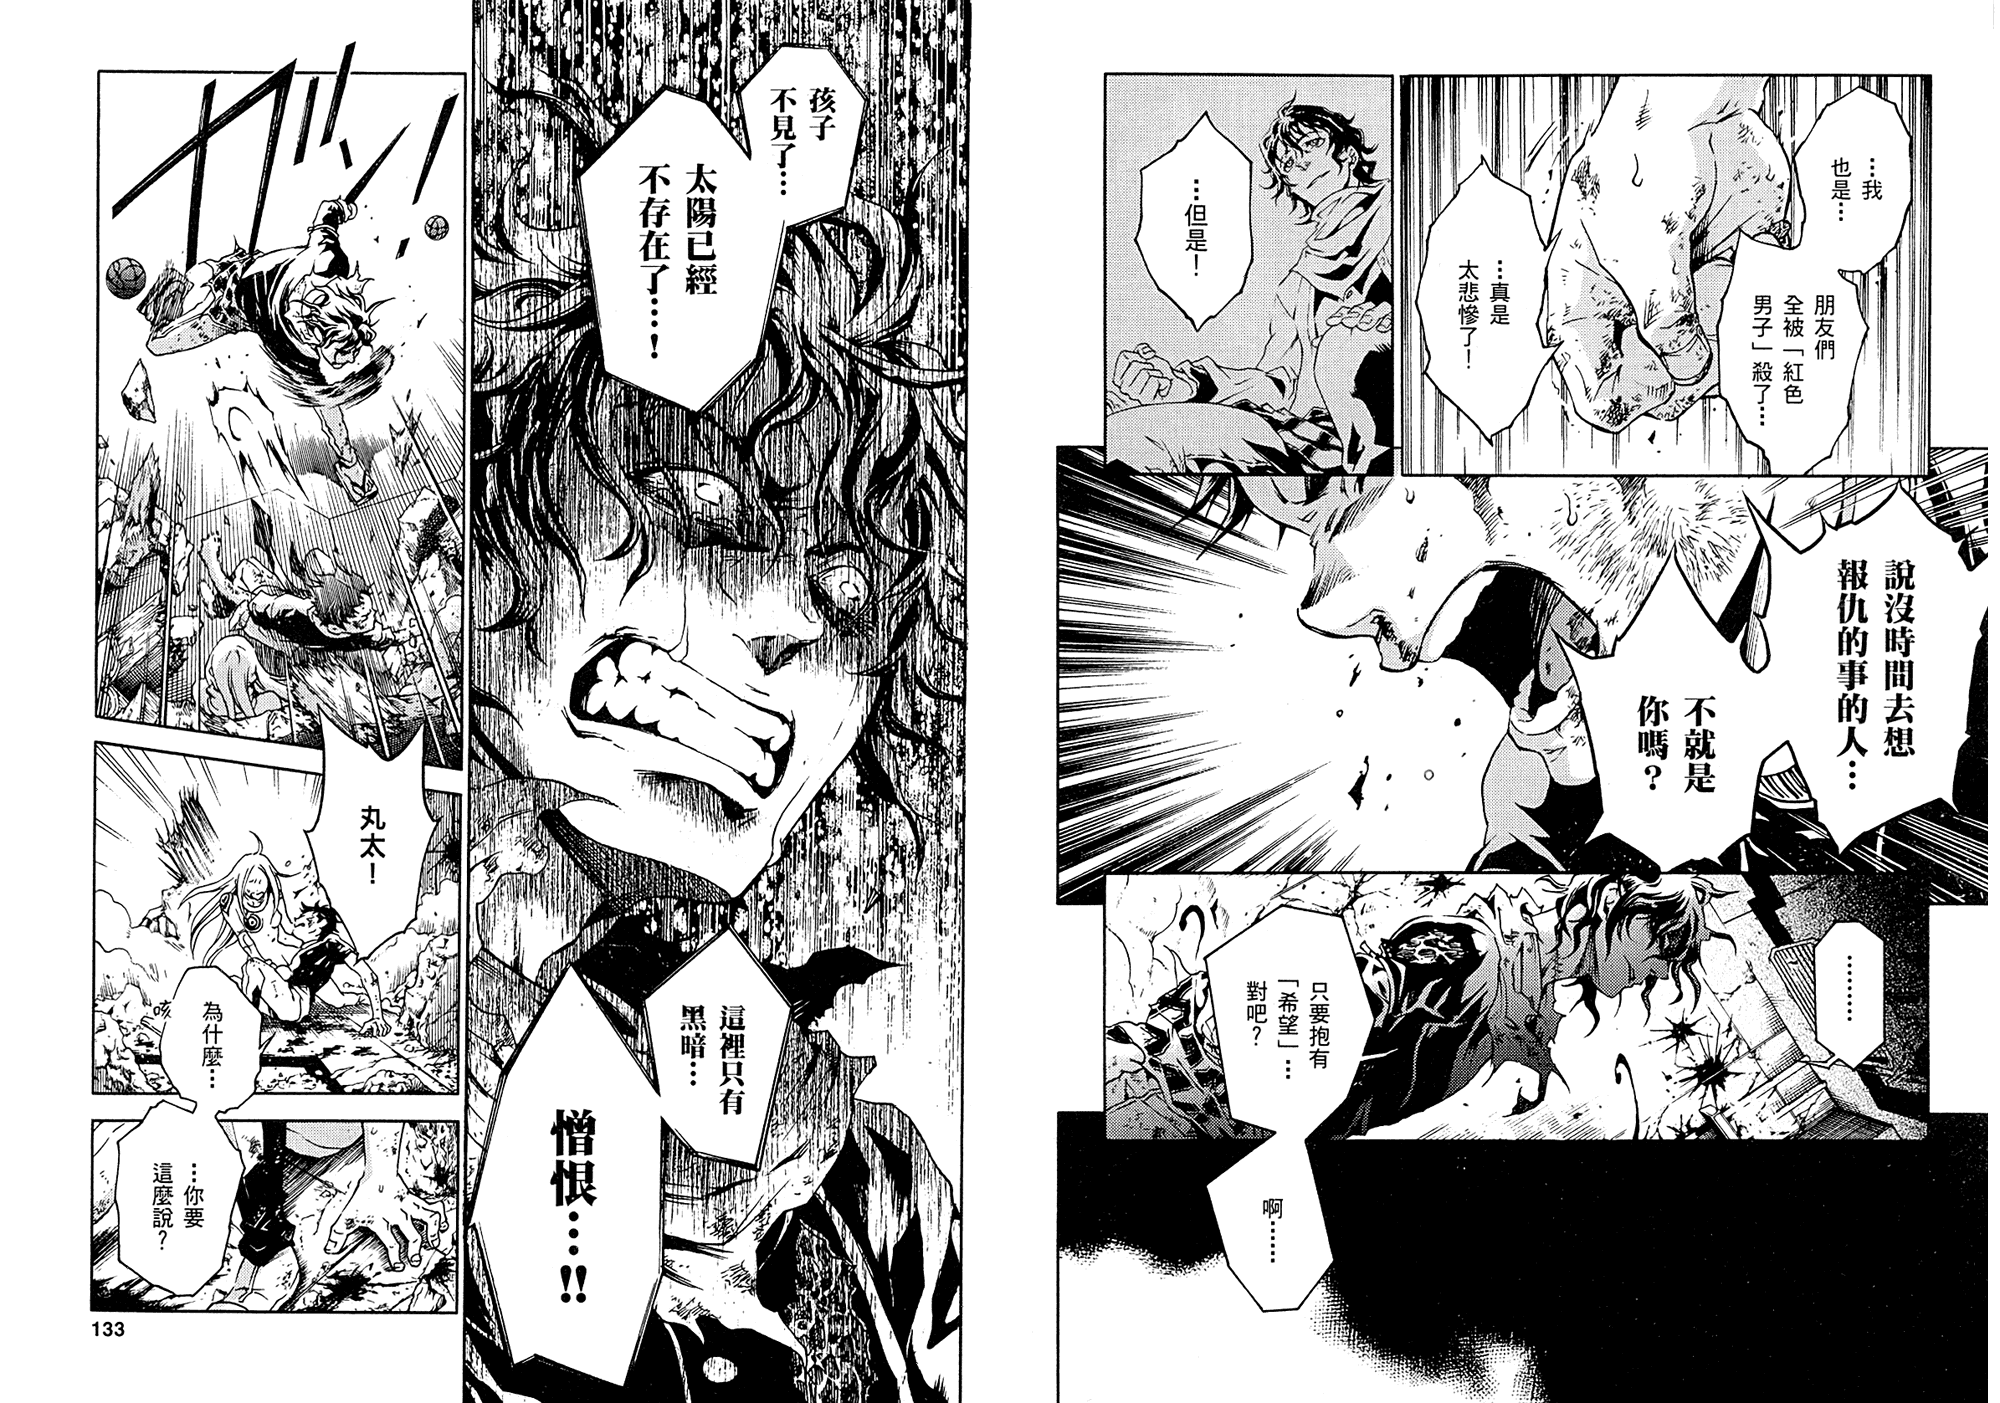 …我
也是…
朋友們
全被「紅色
男子」殺了…
…真是
太悲慘了！
…但是！
說沒時間去想
報仇的事的人…
不就是
你嗎？
………
只要抱有
「希望」…
對吧？
啊………
孩子
不見了…
太陽已經
不存在了……！
這裡只有
黑暗…
憎恨……!!
ガガン！
丸太！
咳
為什麼…
…你要
這麼說？
133